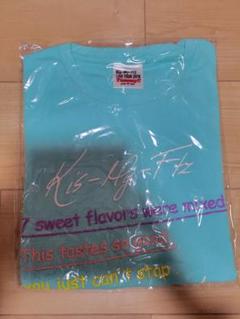 Kis-My-Ft2
7 sweet flavors were mixed
This tastes so good,
you just can't stop